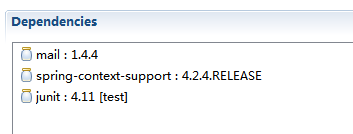 Dependencies
mail : 1.4.4
spring-context-support : 4.2.4.RELEASE
junit : 4.11 [test]